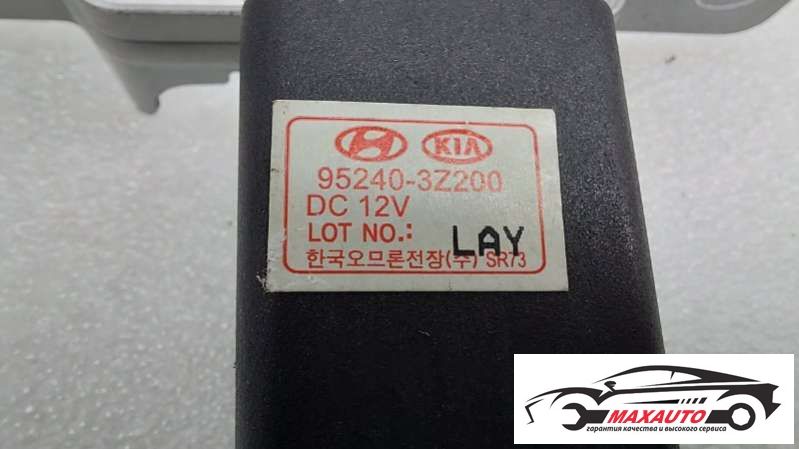 KIA
95240-3Z200
DC 12V
LOT NO.: LAY
한국오므론전장(주) SR73
MAXAUTO
гарантия качества и высокого сервиса